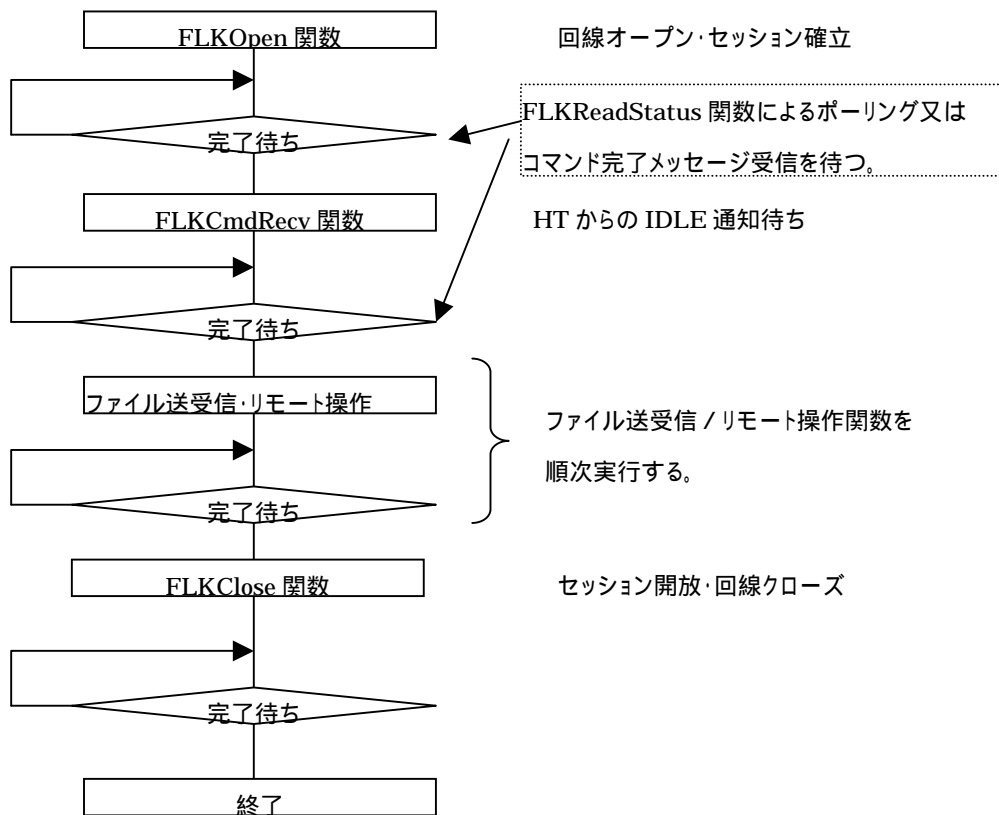 FLKOpen 関数
回線オープン・セッション確立
完了待ち
FLKReadStatus 関数によるポーリング又は
コマンド完了メッセージ受信を待つ。
FLKCmdRecv 関数
HT からの IDLE 通知待ち
完了待ち
ファイル送受信・リモート操作
ファイル送受信 / リモート操作関数を
順次実行する。
完了待ち
FLKClose 関数
セッション開放・回線クローズ
完了待ち
終了